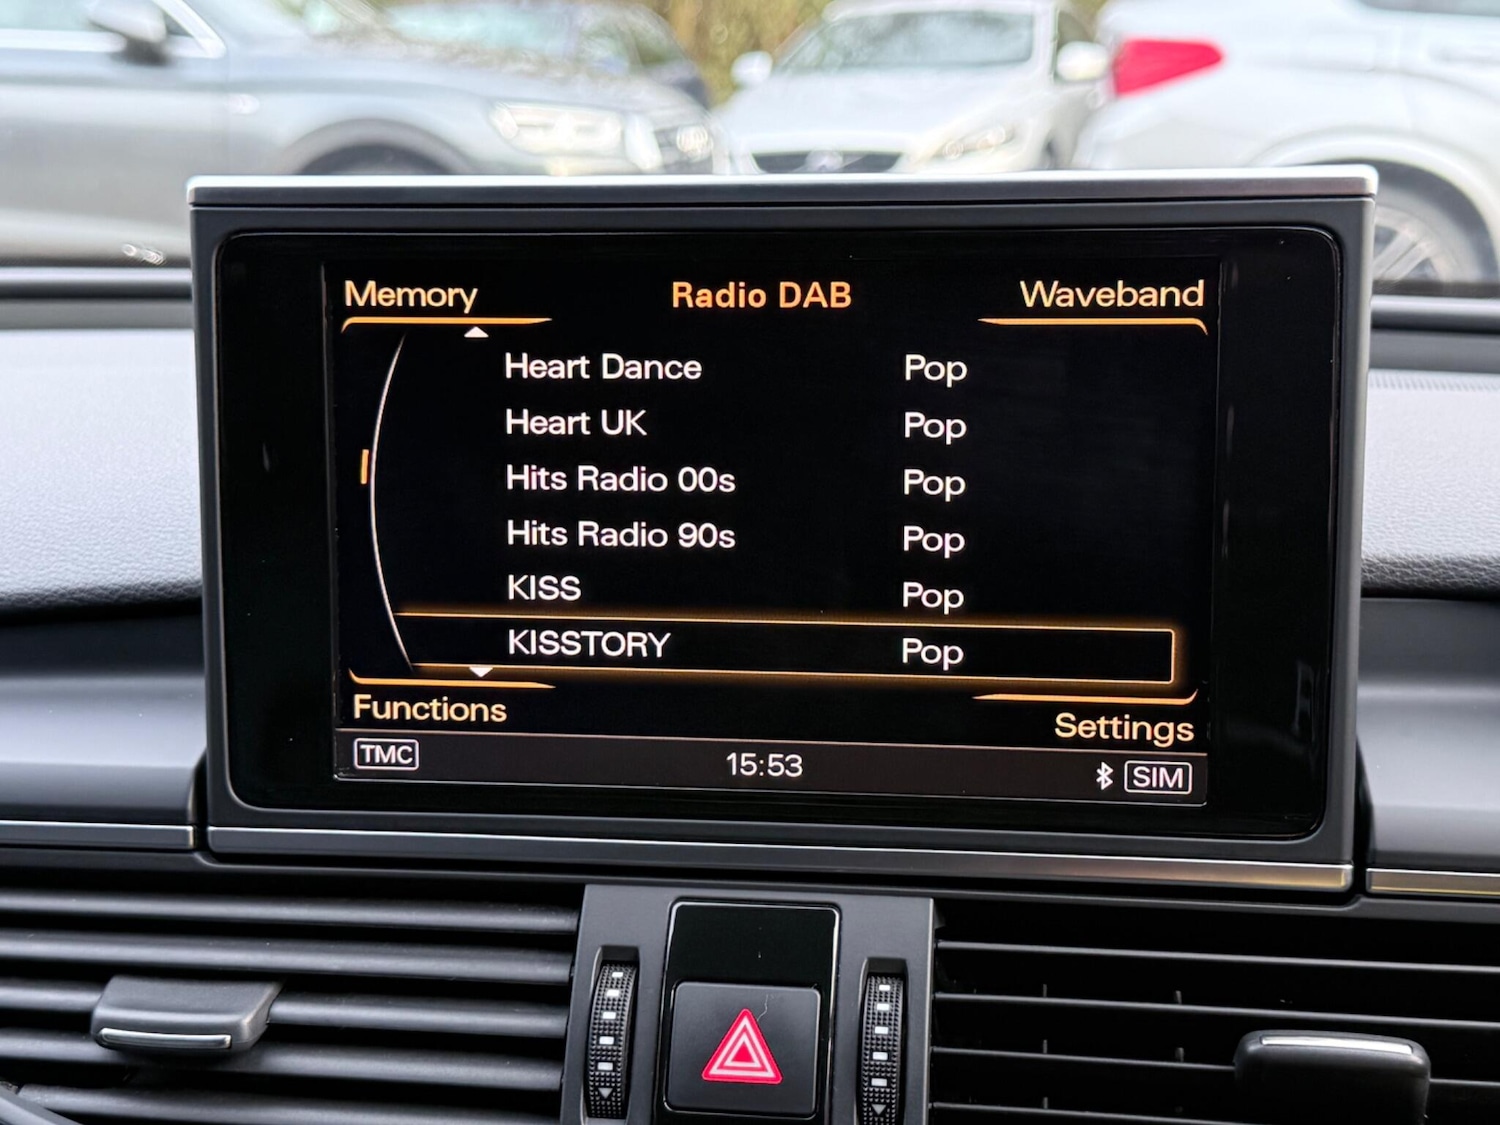 Memory Radio DAB Waveband
Heart Dance Pop
Heart UK Pop
Hits Radio 00s Pop
Hits Radio 90s Pop
KISS Pop
KISSTORY Pop
Functions Settings
TMC 15:53 SIM